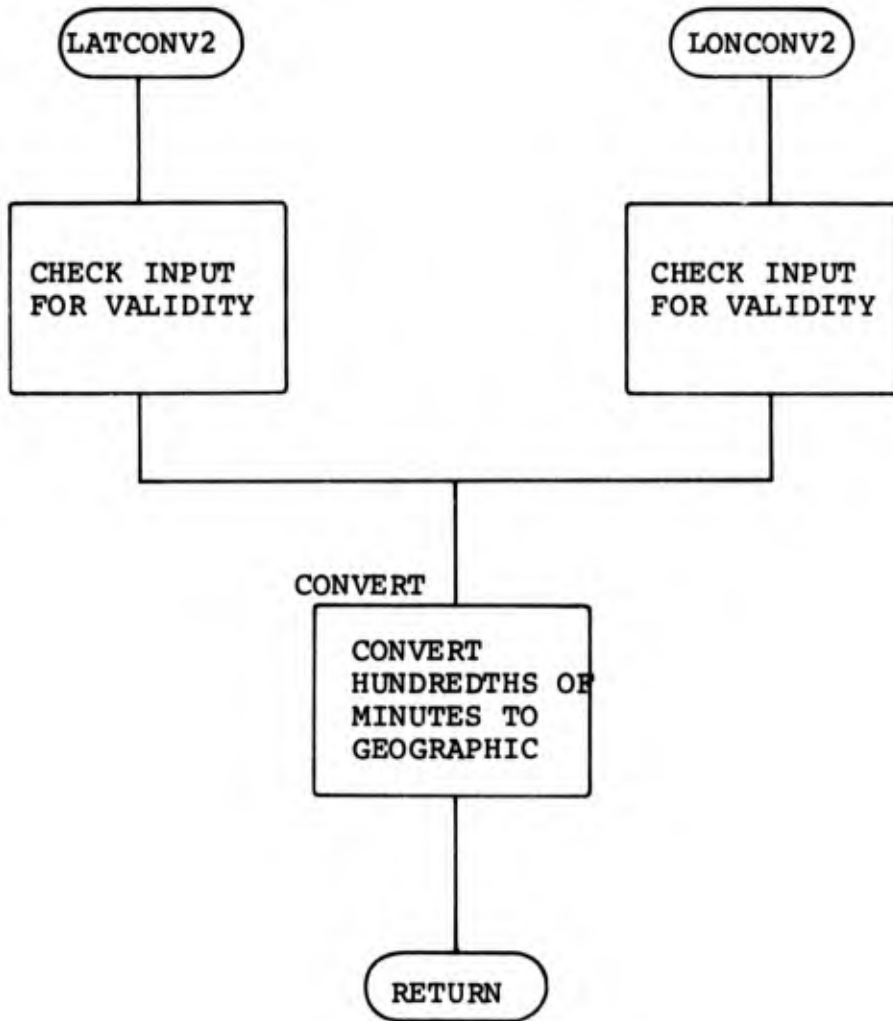 LATCONV2
LONCONV2
CHECK INPUT
FOR VALIDITY
CHECK INPUT
FOR VALIDITY
CONVERT
CONVERT
HUNDREDTHS OF
MINUTES TO
GEOGRAPHIC
RETURN